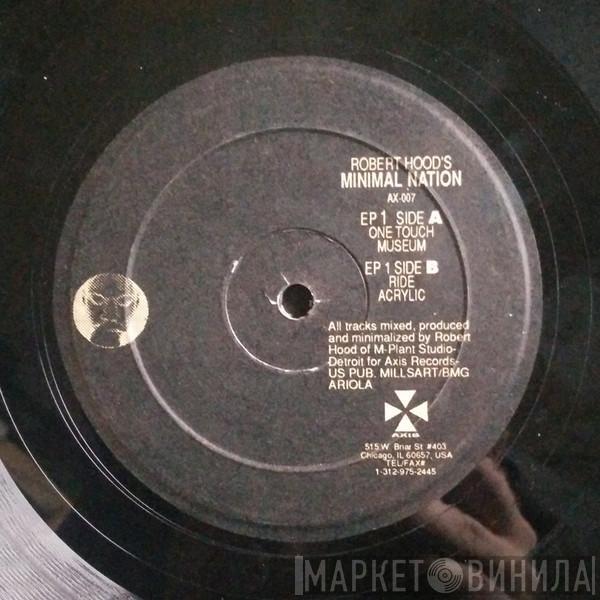 ROBERT HOOD'S
MINIMAL NATION
AX-007
EP 1 SIDE A
ONE TOUCH
MUSEUM
EP 1 SIDE B
RIDE
ACRYLIC
All tracks mixed, produced
and minimalized by Robert
Hood of M-Plant Studio-
Detroit for Axis Records-
US PUB. MILLSART/BMG
ARIOLA
AXIS
515 W. Briar St #403
Chicago, IL 60657, USA
TEL/FAX#
1-312-975-2445
МАРКЕТ ВИНИЛА